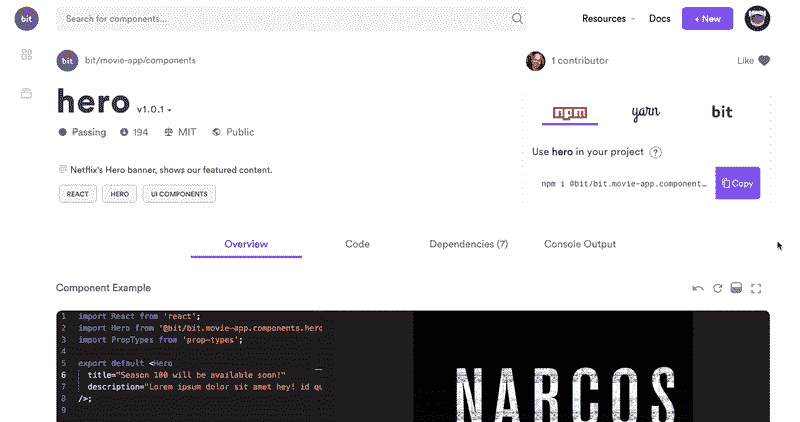 bit
Search for components...
Resources
Docs
+ New
bit
bit/movie-app/components
1 contributor
Like
hero v1.0.1
npm
yarn
bit
Passing
194
MIT
Public
Use hero in your project ?
Netflix's Hero banner, shows our featured content.
npm i @bit/bit.movie-app.component...
Copy
REACT
HERO
UI COMPONENTS
Overview
Code
Dependencies (7)
Console Output
Component Example
1 import React from 'react';
2 import Hero from '@bit/bit.movie-app.components.hero
3 import PropTypes from 'prop-types';
4
5 export default <Hero
6 title="Season 100 will be available soon!"
7 description="Lorem ipsum dolor sit amet hey! id qu
8 />;
9
NARCOS